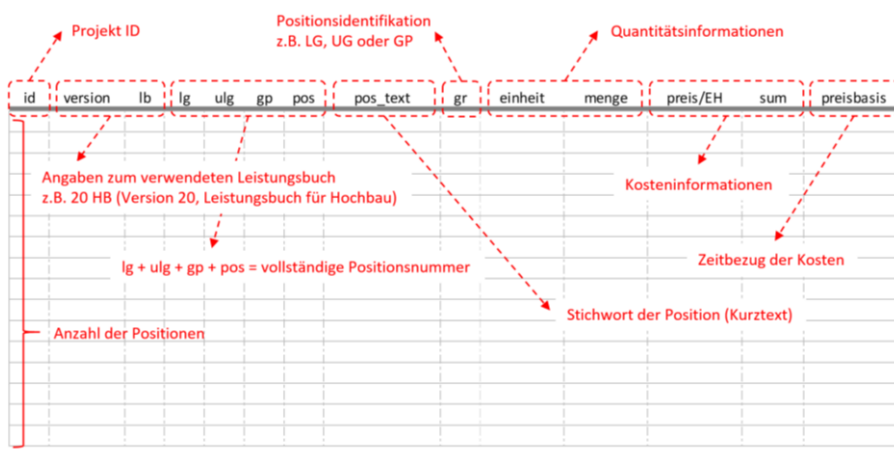 Projekt ID
Positionsidentifikation
z.B. LG, UG oder GP
Quantitätsinformationen
id version lb lg ulg gp pos pos_text gr einheit menge preis/EH sum preisbasis
Angaben zum verwendeten Leistungsbuch
z.B. 20 HB (Version 20, Leistungsbuch für Hochbau)
Kosteninformationen
lg + ulg + gp + pos = vollständige Positionsnummer
Zeitbezug der Kosten
Stichwort der Position (Kurztext)
Anzahl der Positionen